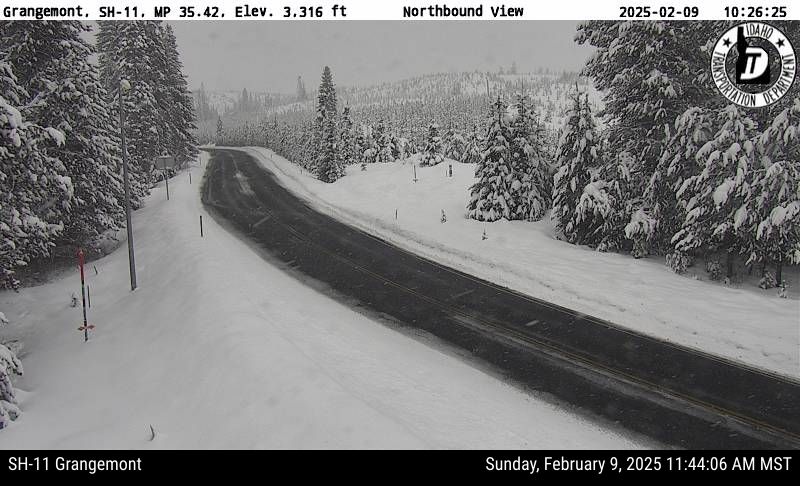 Grangemont, SH-11, MP 35.42, Elev. 3,316 ft Northbound View 2025-02-09 10:26:25
IDAHO
TRANSPORTATION DEPARTMENT
SH-11 Grangemont Sunday, February 9, 2025 11:44:06 AM MST